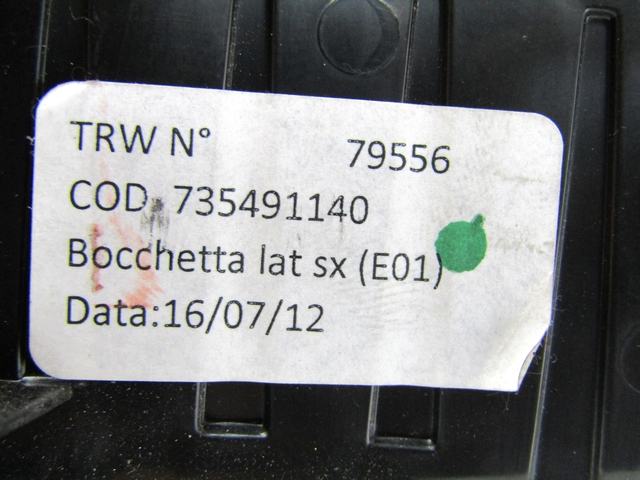 TRW N° 79556
COD. 735491140
Bocchetta lat sx (E01)
Data:16/07/12